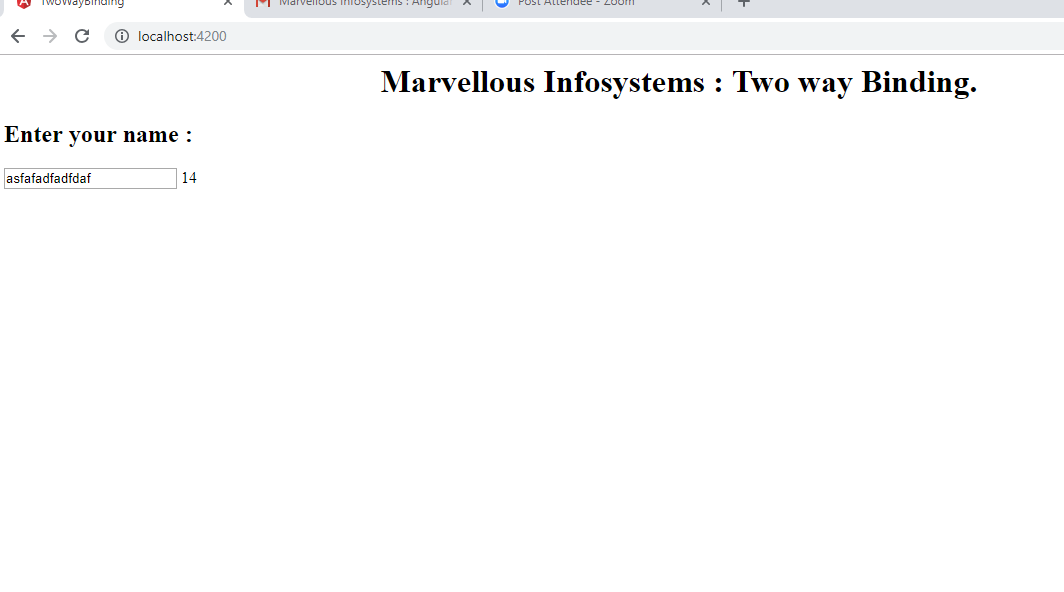 TwoWayBinding
Marvellous Infosystems : Angular
Post Attendee - Zoom
localhost:4200
Marvellous Infosystems : Two way Binding.
Enter your name :
asfafadfadfdaf 14